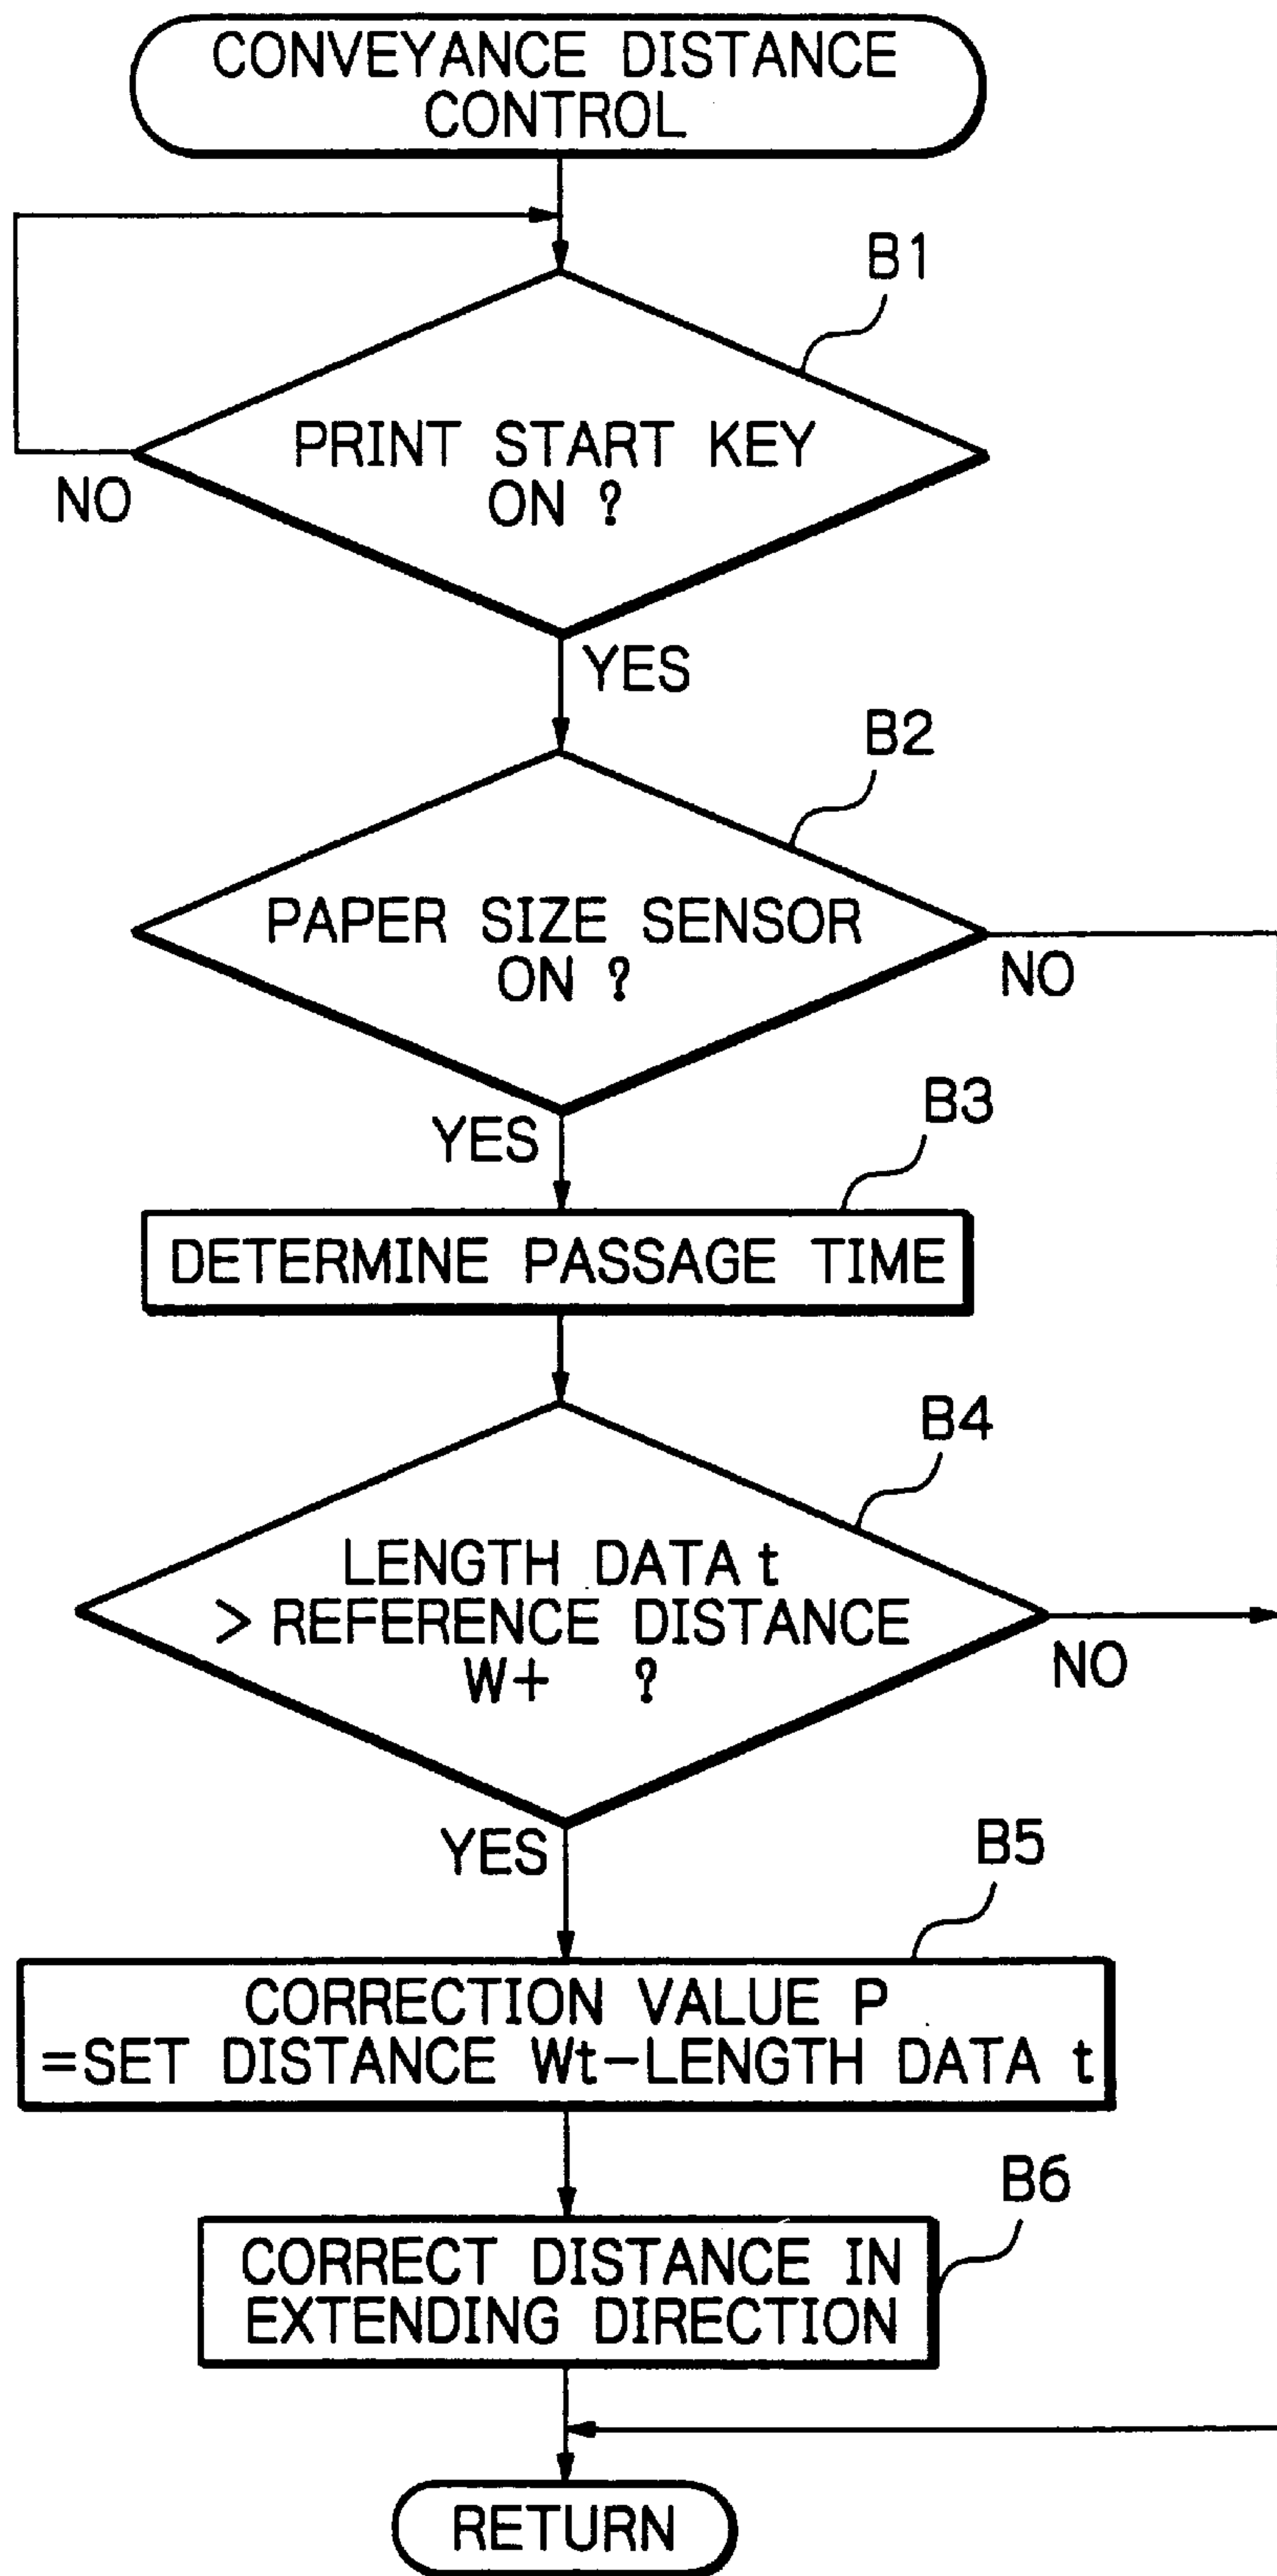 CONVEYANCE DISTANCE
CONTROL
B1
PRINT START KEY
ON ?
NO
YES
B2
PAPER SIZE SENSOR
ON ?
NO
YES
B3
DETERMINE PASSAGE TIME
B4
LENGTH DATA t
> REFERENCE DISTANCE
W+ ?
NO
YES
B5
CORRECTION VALUE P
=SET DISTANCE Wt-LENGTH DATA t
B6
CORRECT DISTANCE IN
EXTENDING DIRECTION
RETURN